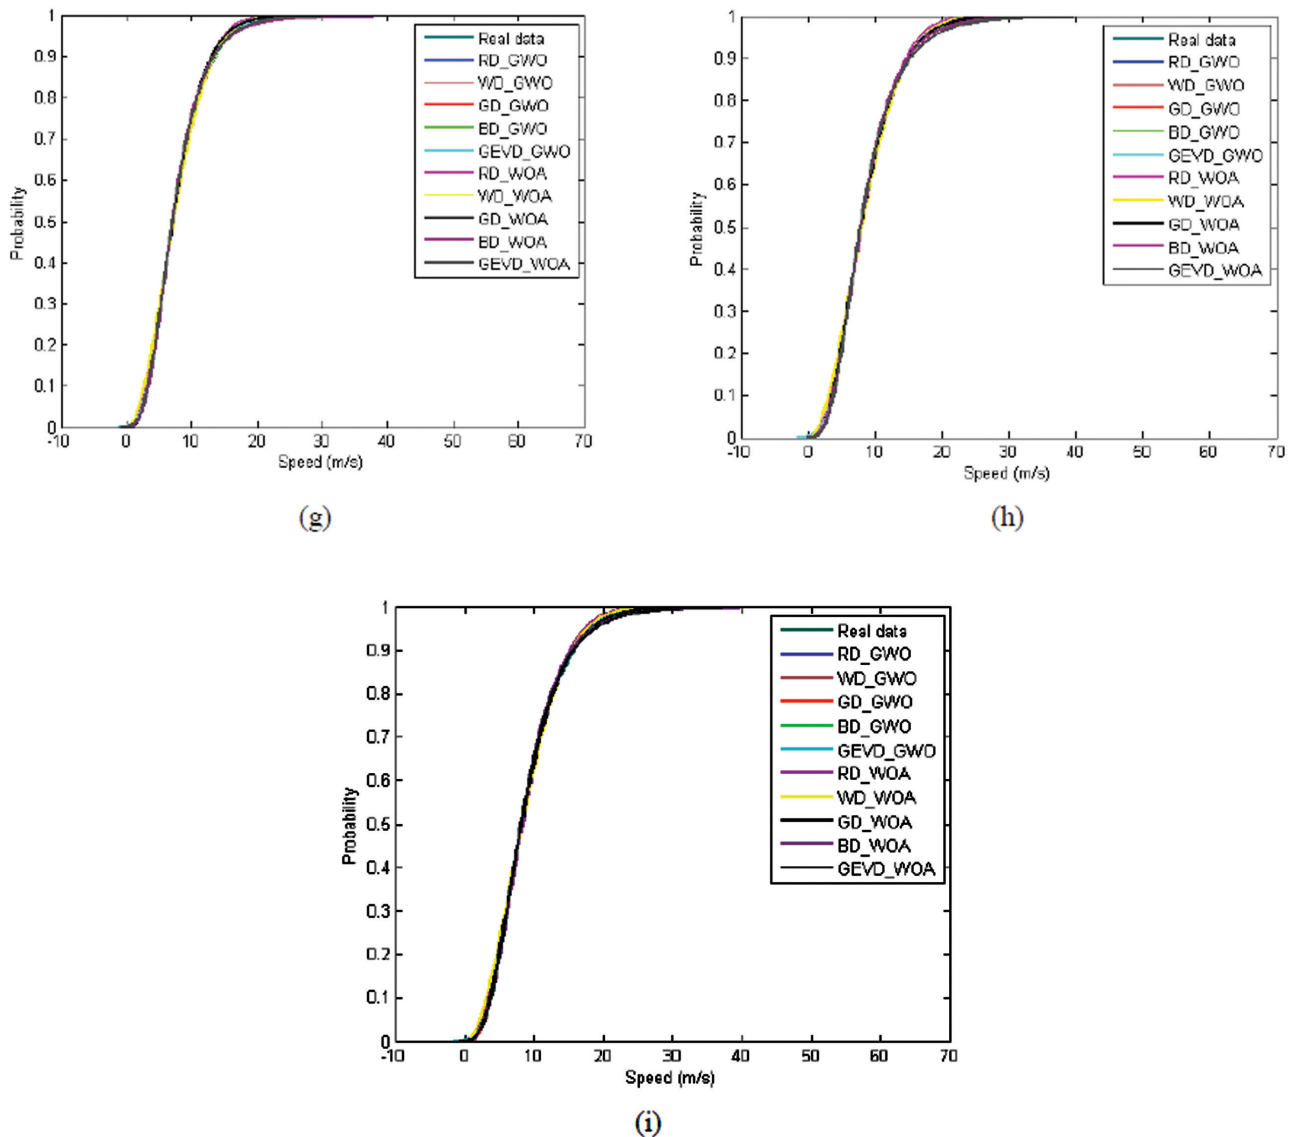 1
0.9
0.8
0.7
0.6
0.5
0.4
0.3
0.2
0.1
0
-10 0 10 20 30 40 50 60 70
Probability
Speed (m/s)
Real data
RD_GWO
WD_GWO
GD_GWO
BD_GWO
GEVD_GWO
RD_WOA
WD_WOA
GD_WOA
BD_WOA
GEVD_WOA
(g)
1
0.9
0.8
0.7
0.6
0.5
0.4
0.3
0.2
0.1
0
-10 0 10 20 30 40 50 60 70
Probability
Speed (m/s)
Real data
RD_GWO
WD_GWO
GD_GWO
BD_GWO
GEVD_GWO
RD_WOA
WD_WOA
GD_WOA
BD_WOA
GEVD_WOA
(h)
1
0.9
0.8
0.7
0.6
0.5
0.4
0.3
0.2
0.1
0
-10 0 10 20 30 40 50 60 70
Probability
Speed (m/s)
Real data
RD_GWO
WD_GWO
GD_GWO
BD_GWO
GEVD_GWO
RD_WOA
WD_WOA
GD_WOA
BD_WOA
GEVD_WOA
(i)